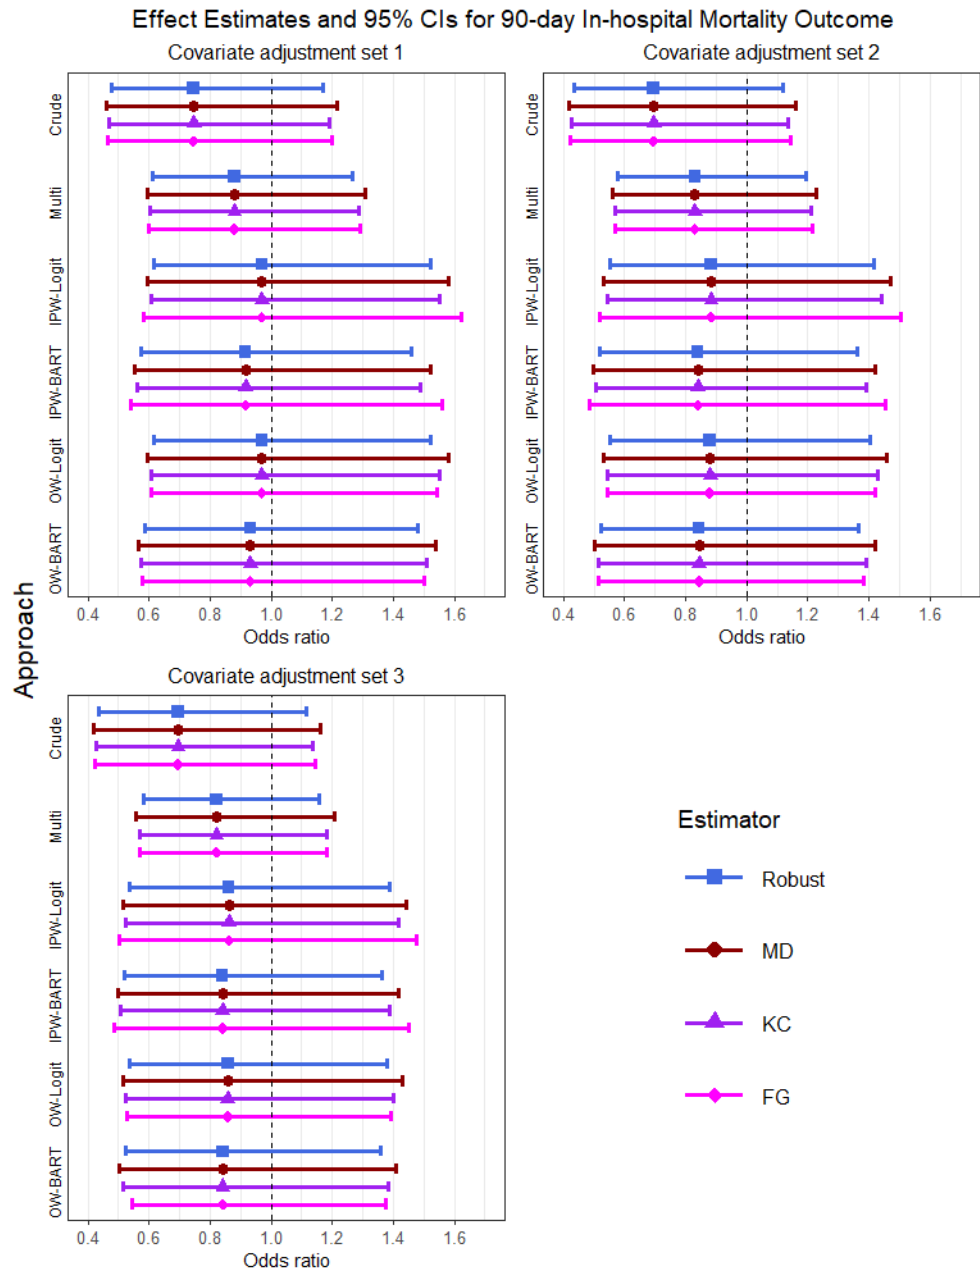 Effect Estimates and 95% CIs for 90-day In-hospital Mortality Outcome
Covariate adjustment set 1
Crude
Multi
IPW-Logit
IPW-BART
OW-Logit
OW-BART
0.4 0.6 0.8 1.0 1.2 1.4 1.6
Odds ratio
Covariate adjustment set 2
Crude
Multi
IPW-Logit
IPW-BART
OW-Logit
OW-BART
0.4 0.6 0.8 1.0 1.2 1.4 1.6
Odds ratio
Approach
Covariate adjustment set 3
Crude
Multi
IPW-Logit
IPW-BART
OW-Logit
OW-BART
0.4 0.6 0.8 1.0 1.2 1.4 1.6
Odds ratio
Estimator
Robust
MD
KC
FG